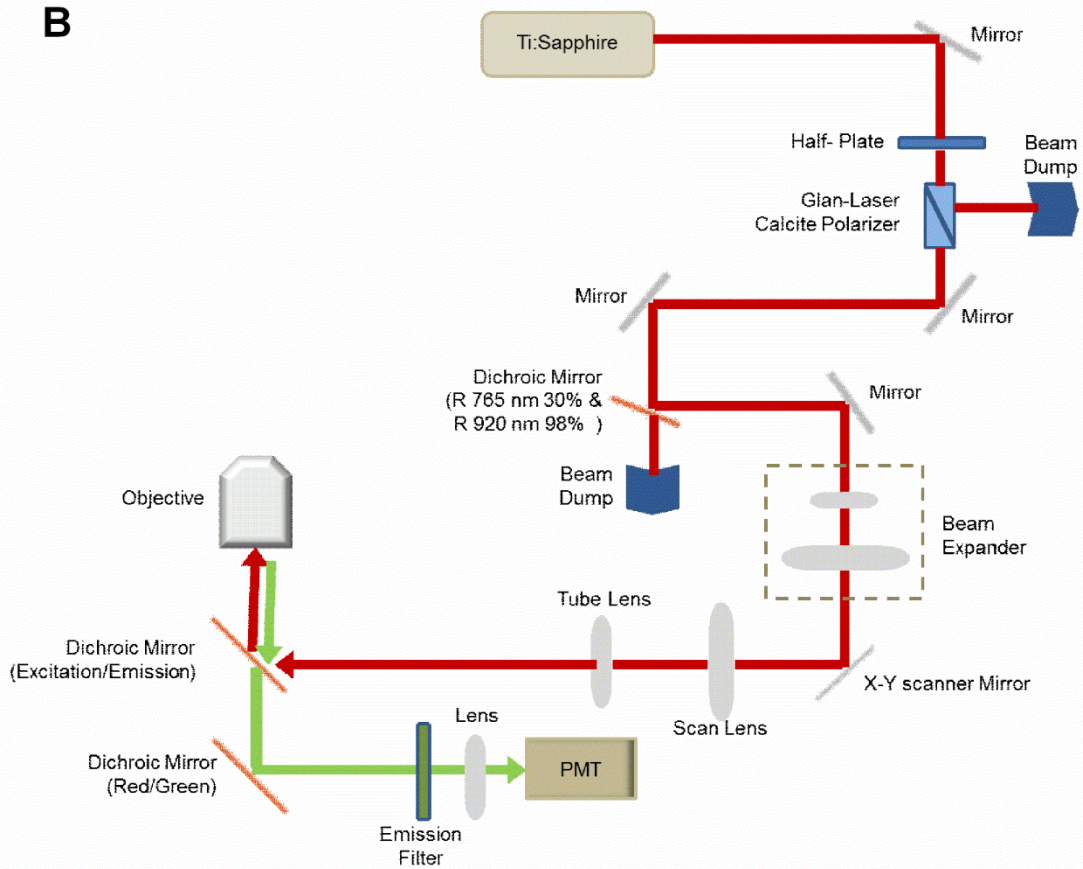 B
Ti:Sapphire
Mirror
Half- Plate
Beam
Dump
Glan-Laser
Calcite Polarizer
Mirror
Mirror
Dichroic Mirror
(R 765 nm 30% &
R 920 nm 98%  )
Mirror
Beam
Dump
Objective
Beam
Expander
Tube Lens
Dichroic Mirror
(Excitation/Emission)
X-Y scanner Mirror
Lens
Scan Lens
Dichroic Mirror
(Red/Green)
PMT
Emission
Filter